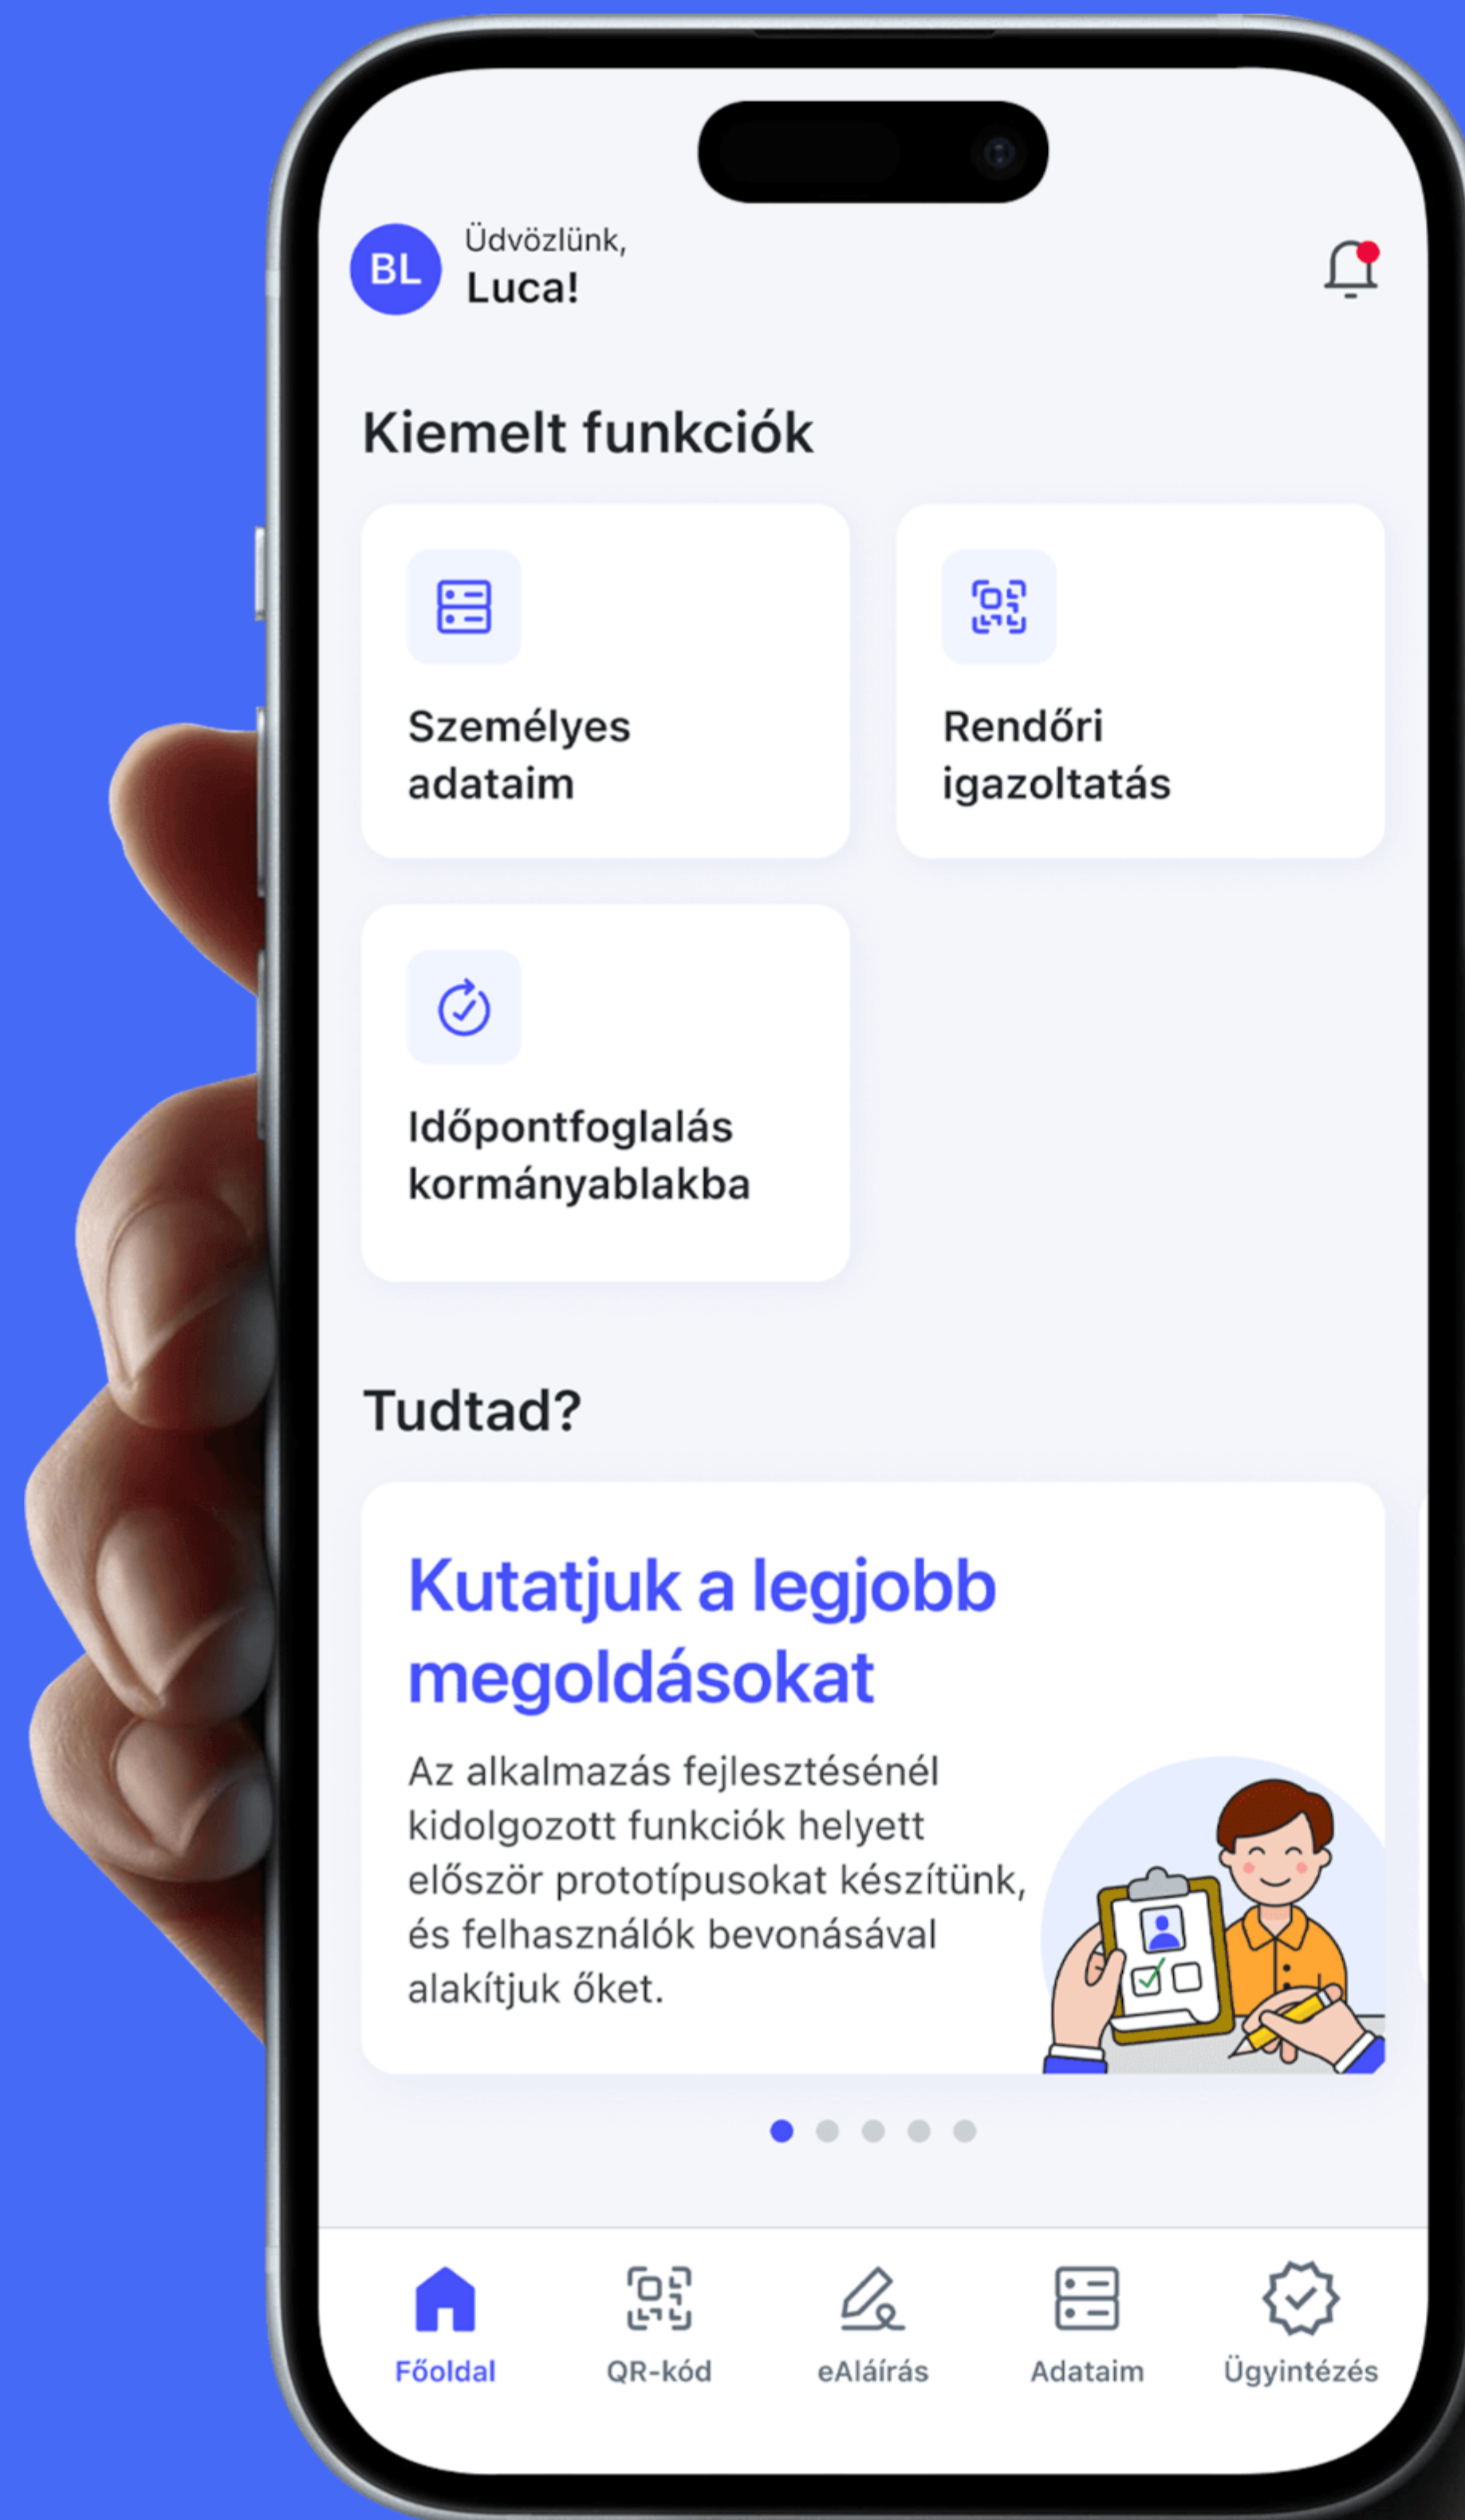 BL
Üdvözlünk,
Luca!
Kiemelt funkciók
Személyes
adataim
Rendőri
igazoltatás
Időpontfoglalás
kormányablakba
Tudtad?
Kutatjuk a legjobb
megoldásokat
Az alkalmazás fejlesztésénél
kidolgozott funkciók helyett
először prototípusokat készítünk,
és felhasználók bevonásával
alakítjuk őket.
Főoldal
QR-kód
eAláírás
Adataim
Ügyintézés